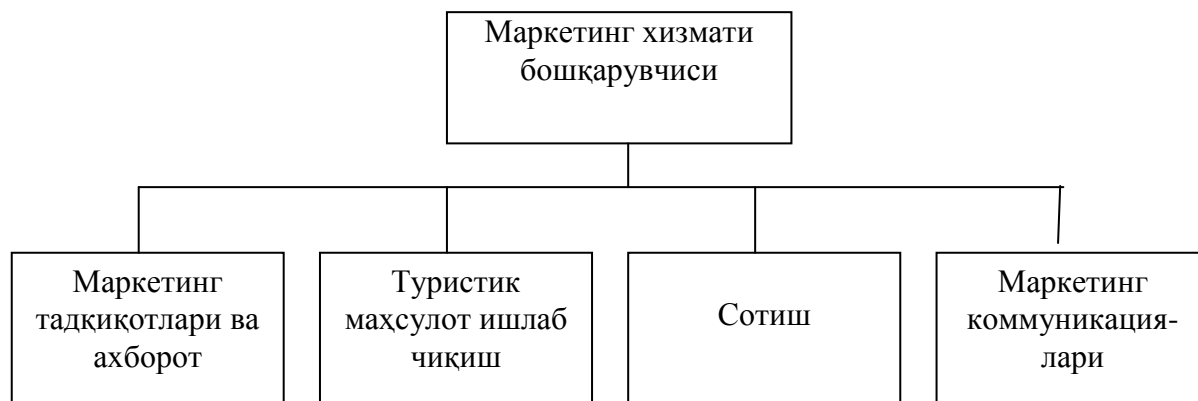 Маркетинг хизмати
бошқарувчиси
Маркетинг
тадқиқотлари ва
ахборот
Туристик
маҳсулот ишлаб
чиқиш
Сотиш
Маркетинг
коммуникация-
лари